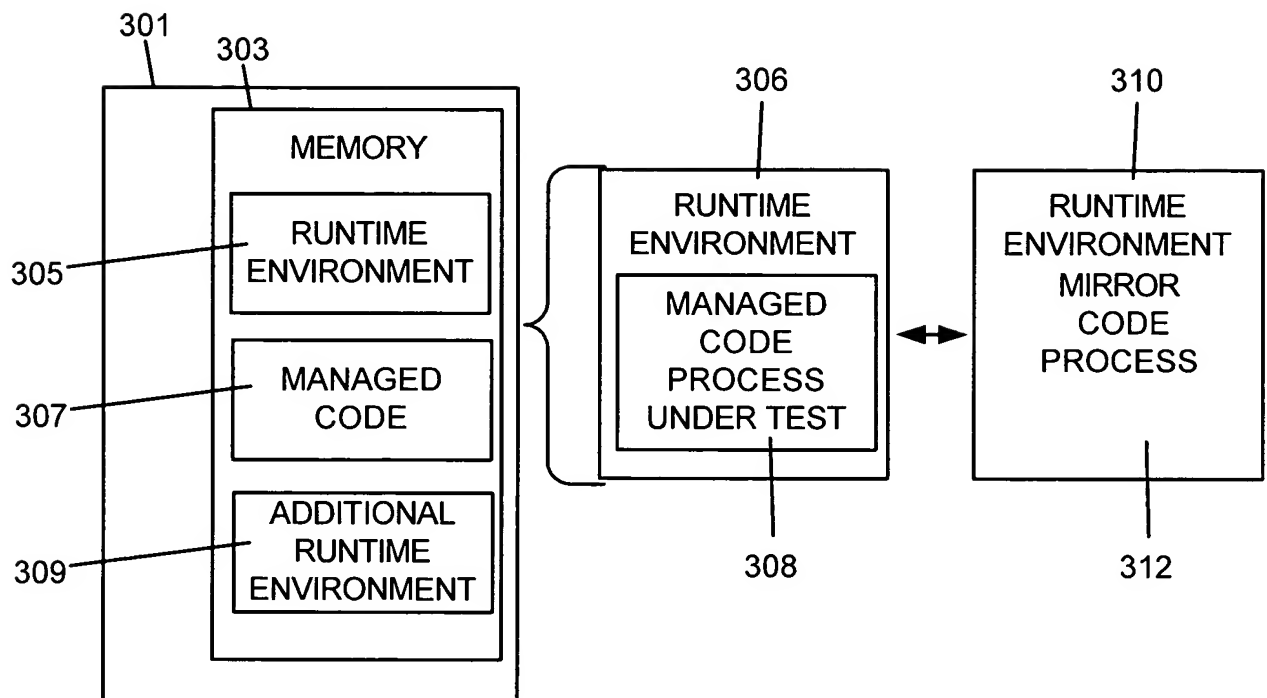 301
303
MEMORY
305
RUNTIME
ENVIRONMENT
307
MANAGED
CODE
309
ADDITIONAL
RUNTIME
ENVIRONMENT
306
RUNTIME
ENVIRONMENT
MANAGED
CODE
PROCESS
UNDER TEST
308
310
RUNTIME
ENVIRONMENT
MIRROR
CODE
PROCESS
312